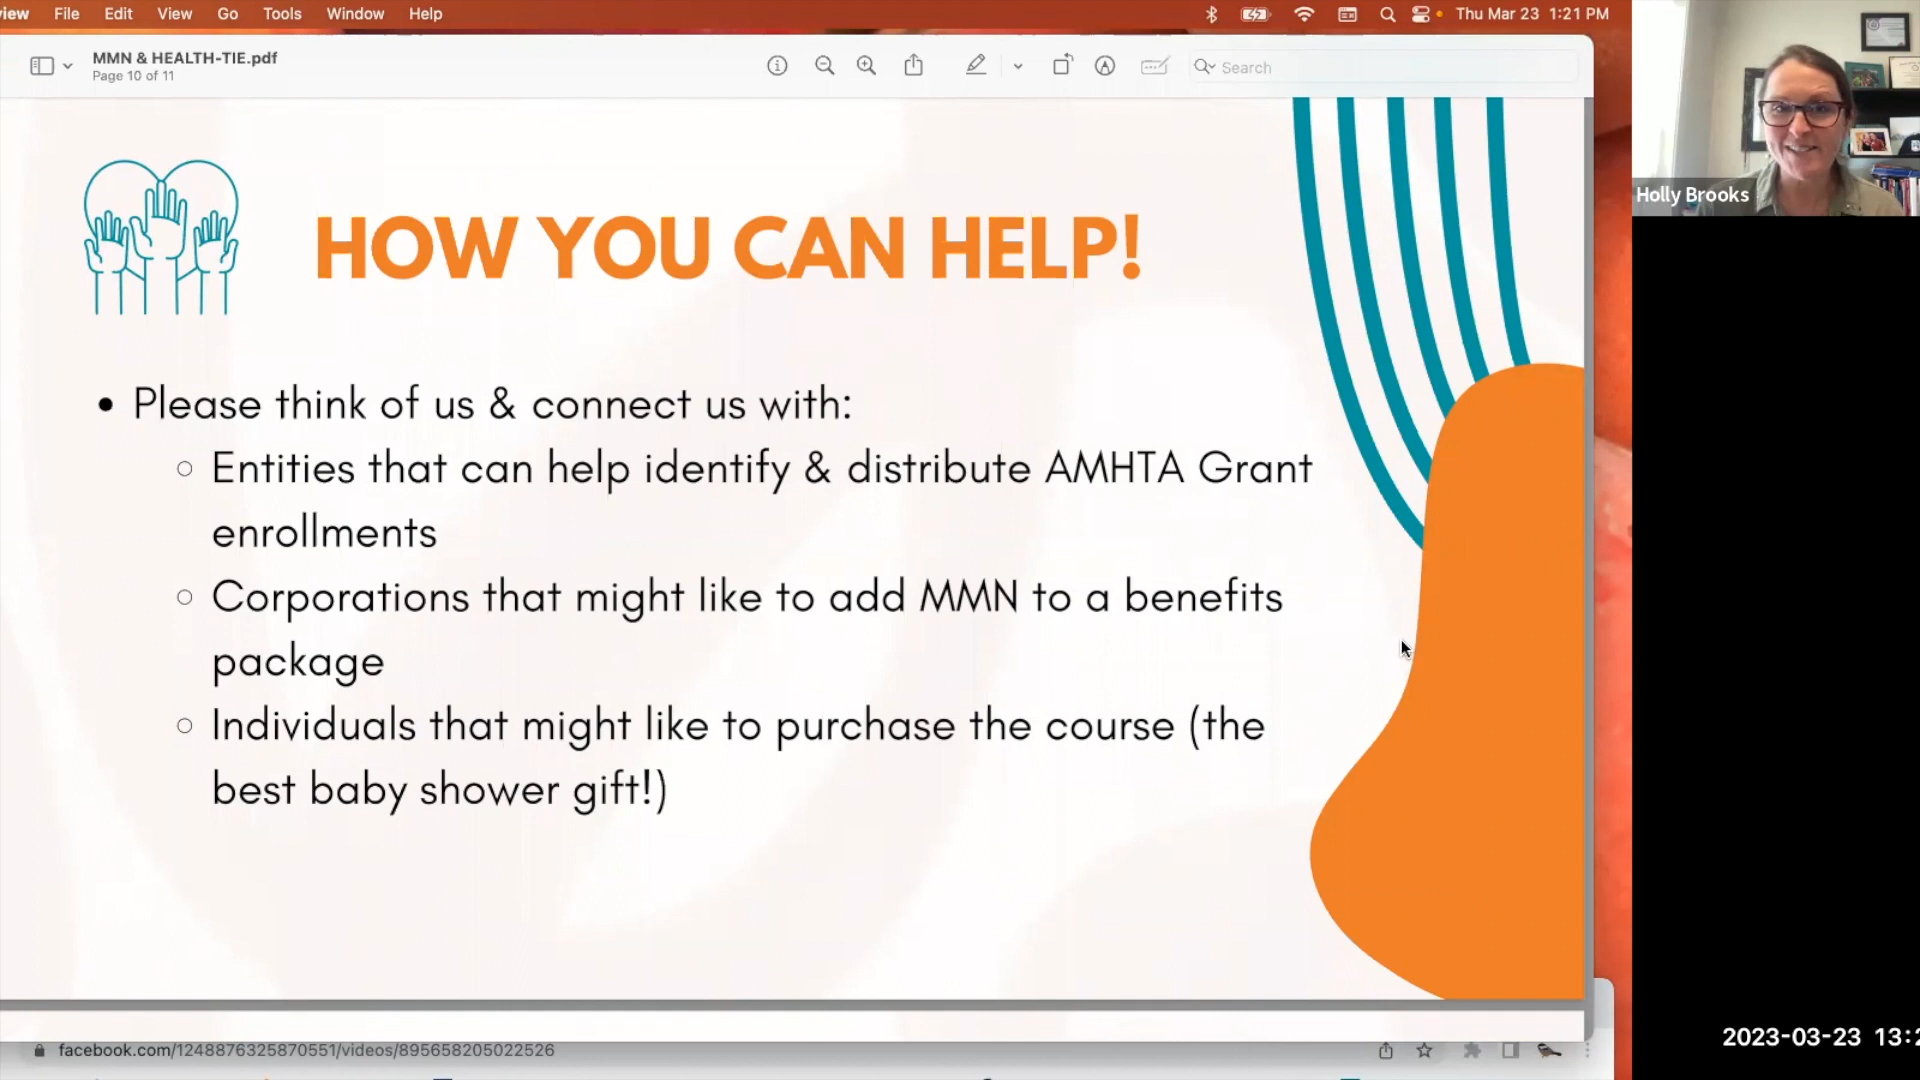 iew File Edit View Go Tools Window Help Thu Mar 23 1:21 PM
MMN & HEALTH-TIE.pdf
Page 10 of 11
Search
Holly Brooks
HOW YOU CAN HELP!
• Please think of us & connect us with:
○ Entities that can help identify & distribute AMHTA Grant
enrollments
○ Corporations that might like to add MMN to a benefits
package
○ Individuals that might like to purchase the course (the
best baby shower gift!)
facebook.com/1248876325870551/videos/895658205022526
2023-03-23 13:2